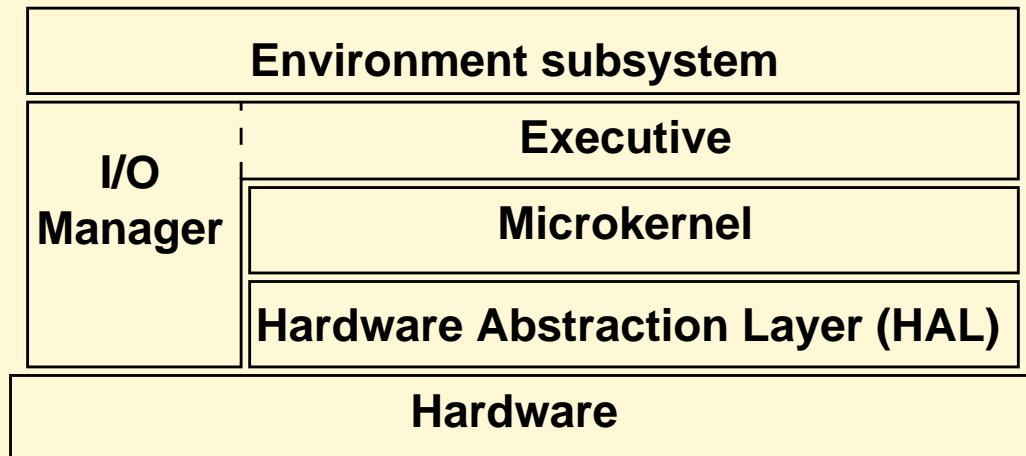 Environment subsystem
I/O
Manager
Executive
Microkernel
Hardware Abstraction Layer (HAL)
Hardware